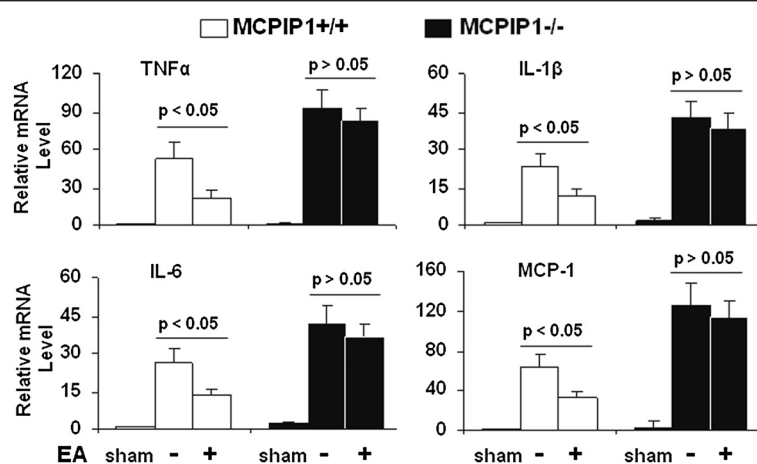 MCPIP1+/+ MCPIP1-/-
TNFα
Relative mRNA
Level
120
90
60
30
0
p < 0.05
p > 0.05
IL-1β
60
45
30
15
0
p < 0.05
p > 0.05
IL-6
Relative mRNA
Level
60
45
30
15
0
p < 0.05
p > 0.05
MCP-1
160
120
80
40
0
p < 0.05
p > 0.05
EA sham - + sham - + sham - + sham - +